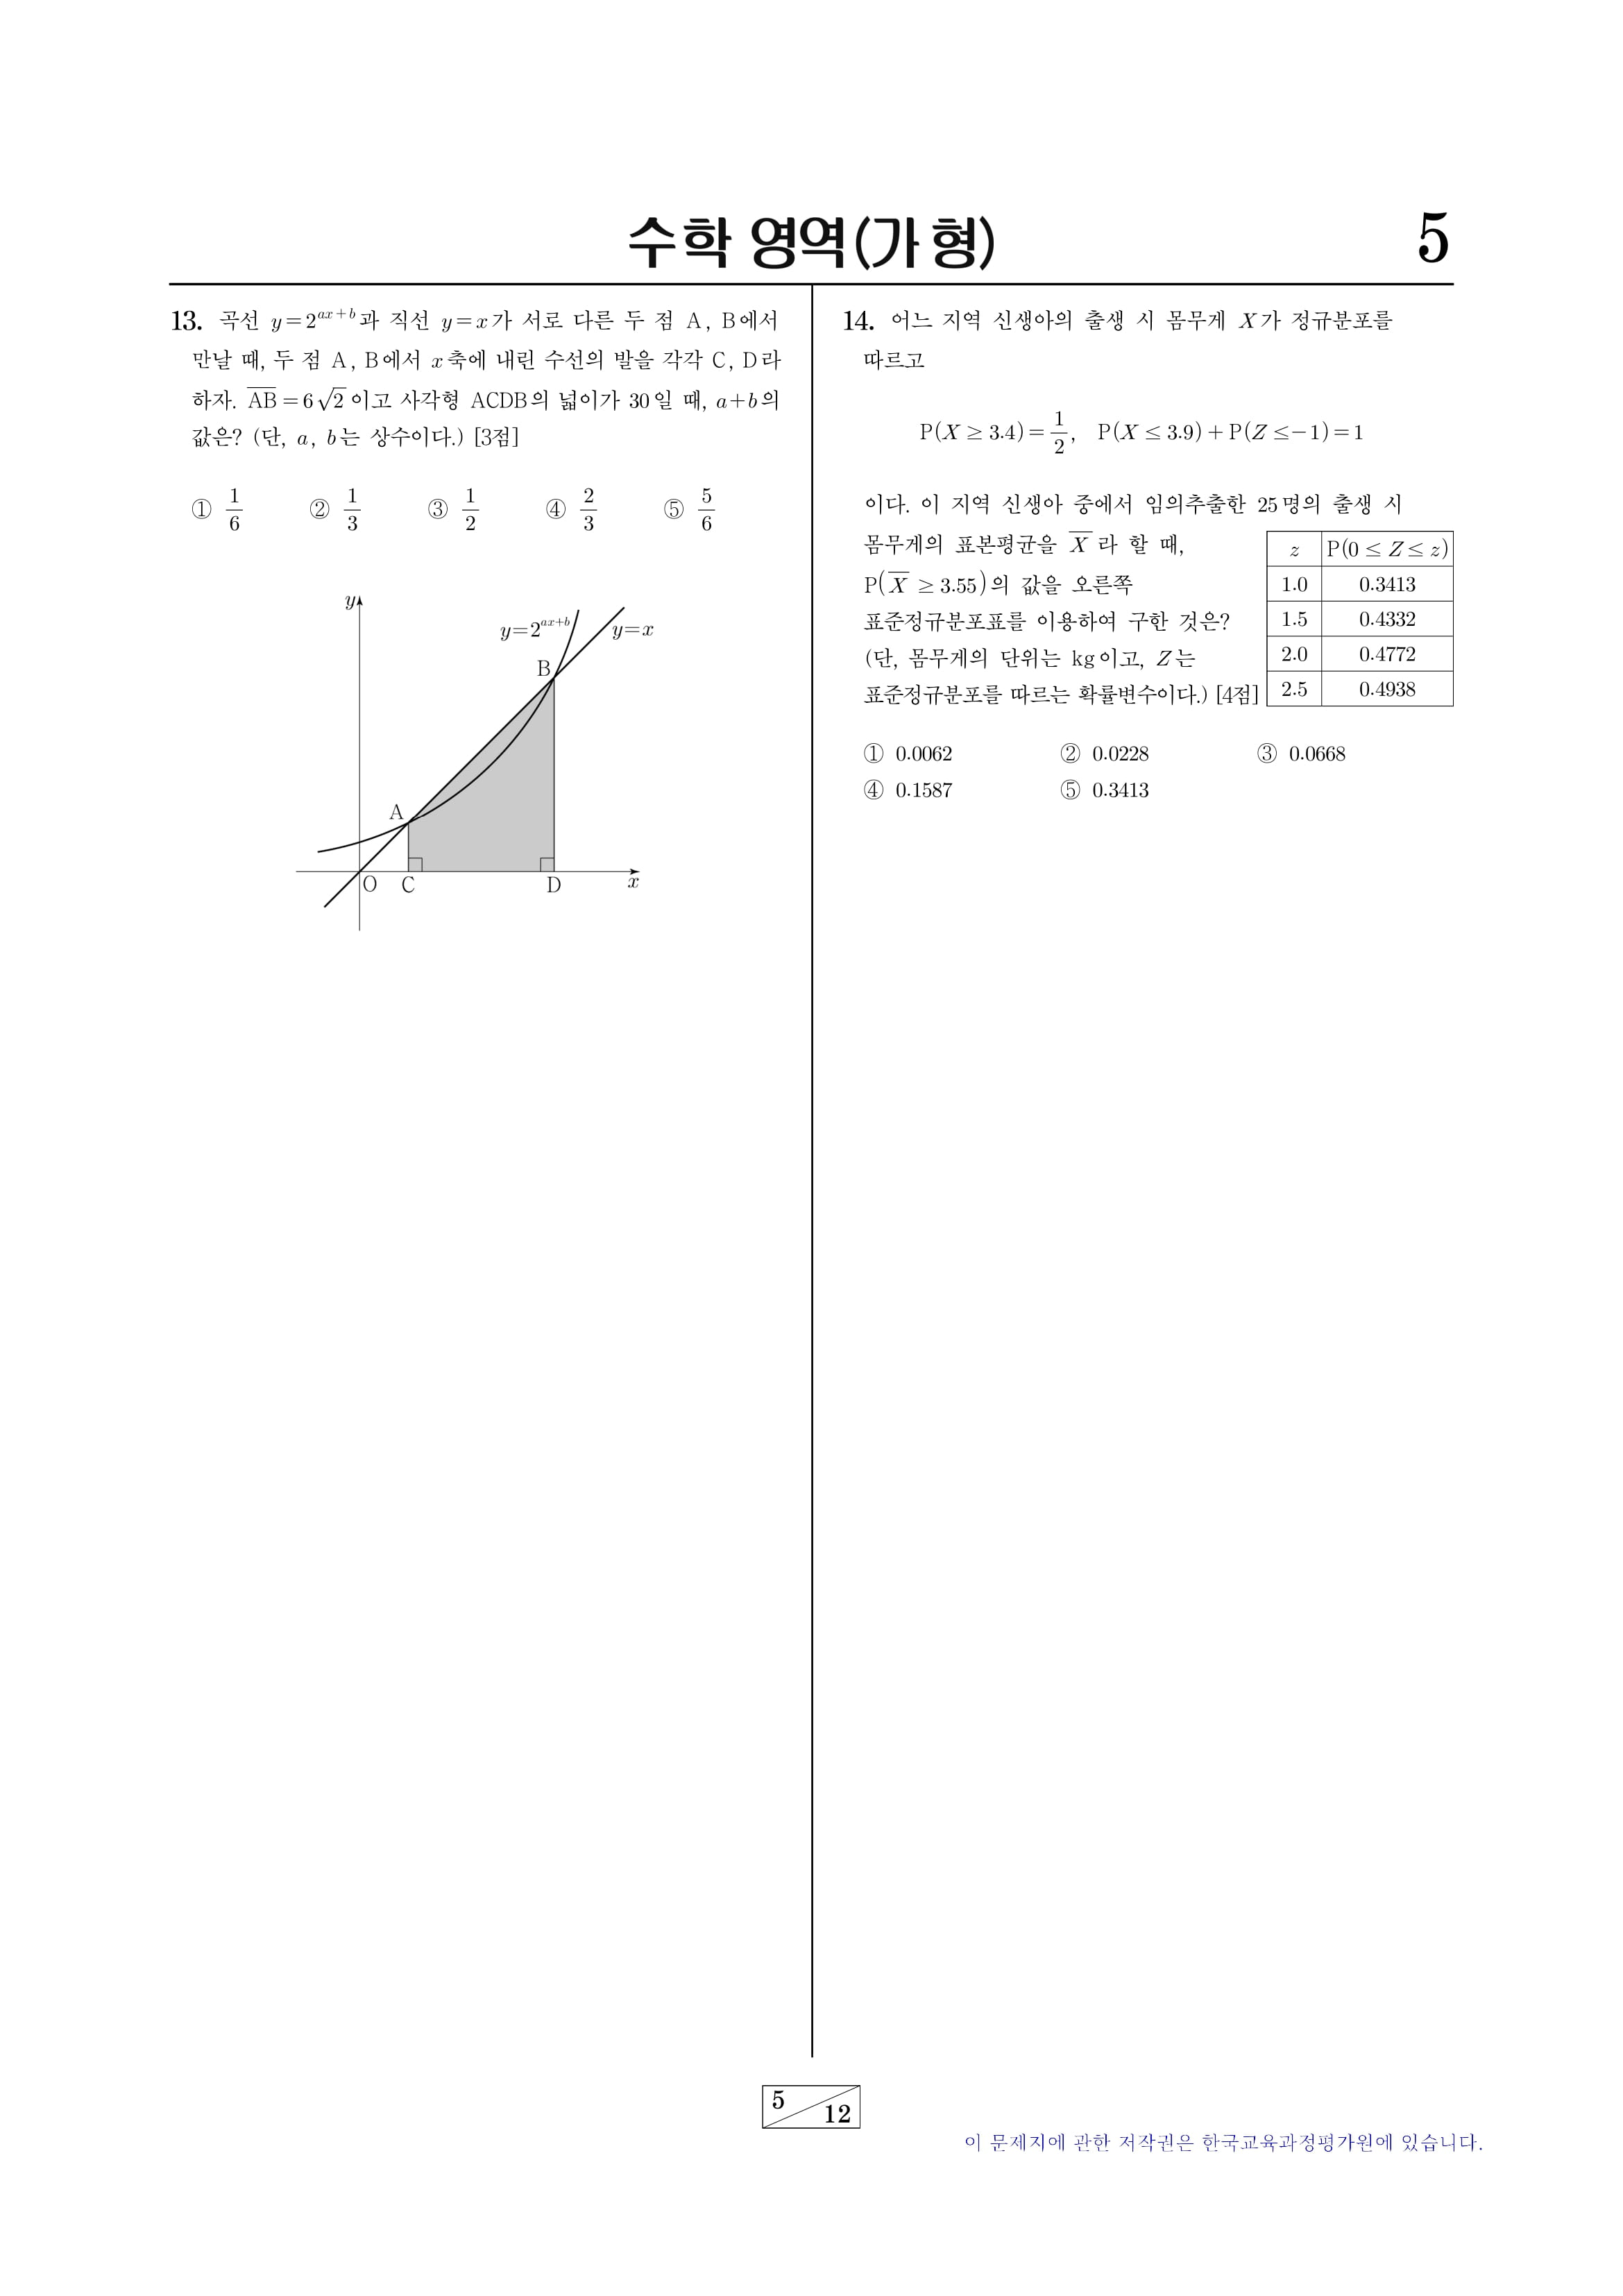 수학 영역(가 형)
5
13. 곡선 y=2^{ax+b}과 직선 y=x가 서로 다른 두 점 A, B에서
만날 때, 두 점 A, B에서 x축에 내린 수선의 발을 각각 C, D라
하자. \overline{AB}=6√2이고 사각형 ACDB의 넓이가 30일 때, a+b의
값은? (단, a, b는 상수이다.) [3점]
① 1/6 ② 1/3 ③ 1/2 ④ 2/3 ⑤ 5/6
y
y=2^{ax+b}
y=x
B
A
O C D x
14. 어느 지역 신생아의 출생 시 몸무게 X가 정규분포를
따르고
P(X≥3.4)=1/2, P(X≤3.9)+P(Z≤−1)=1
이다. 이 지역 신생아 중에서 임의추출한 25명의 출생 시
몸무게의 표본평균을 \overline{X}라 할 때,
P(\overline{X}≥3.55)의 값을 오른쪽
표준정규분포표를 이용하여 구한 것은?
(단, 몸무게의 단위는 kg이고, Z는
표준정규분포를 따르는 확률변수이다.) [4점]
z P(0≤Z≤z)
1.0 0.3413
1.5 0.4332
2.0 0.4772
2.5 0.4938
① 0.0062 ② 0.0228 ③ 0.0668
④ 0.1587 ⑤ 0.3413
5
12
이 문제지에 관한 저작권은 한국교육과정평가원에 있습니다.